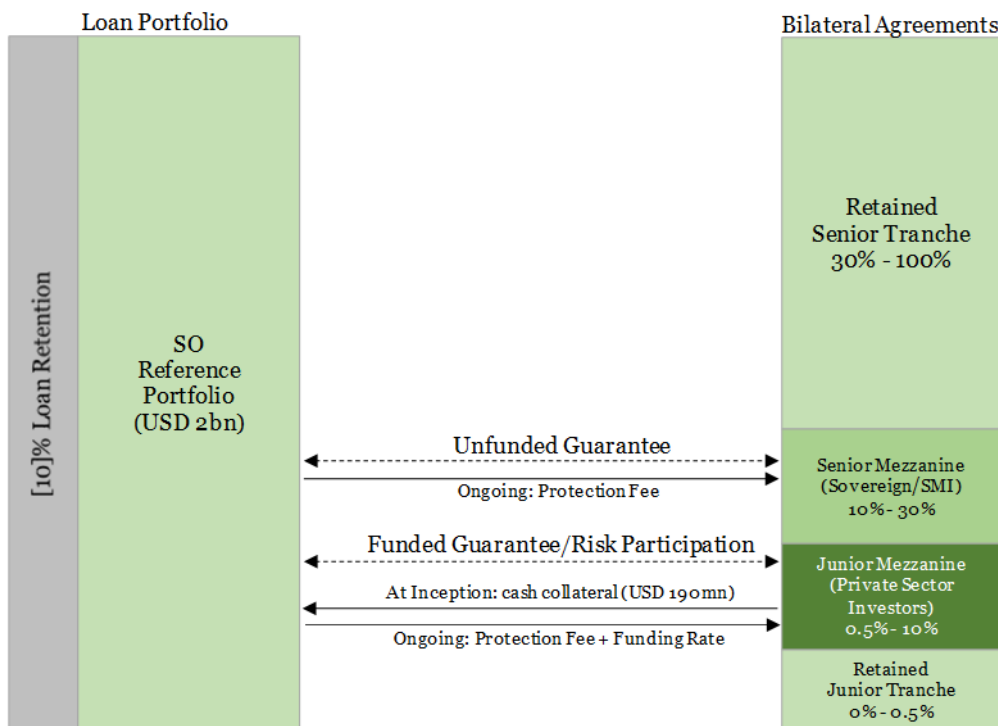 Loan Portfolio
Bilateral Agreements
[10]% Loan Retention
SO
Reference
Portfolio
(USD 2bn)
Retained
Senior Tranche
30% - 100%
Unfunded Guarantee
Ongoing: Protection Fee
Senior Mezzanine
(Sovereign/SMI)
10%- 30%
Funded Guarantee/Risk Participation
At Inception: cash collateral (USD 190mn)
Ongoing: Protection Fee + Funding Rate
Junior Mezzanine
(Private Sector
Investors)
0.5%- 10%
Retained
Junior Tranche
0% - 0.5%